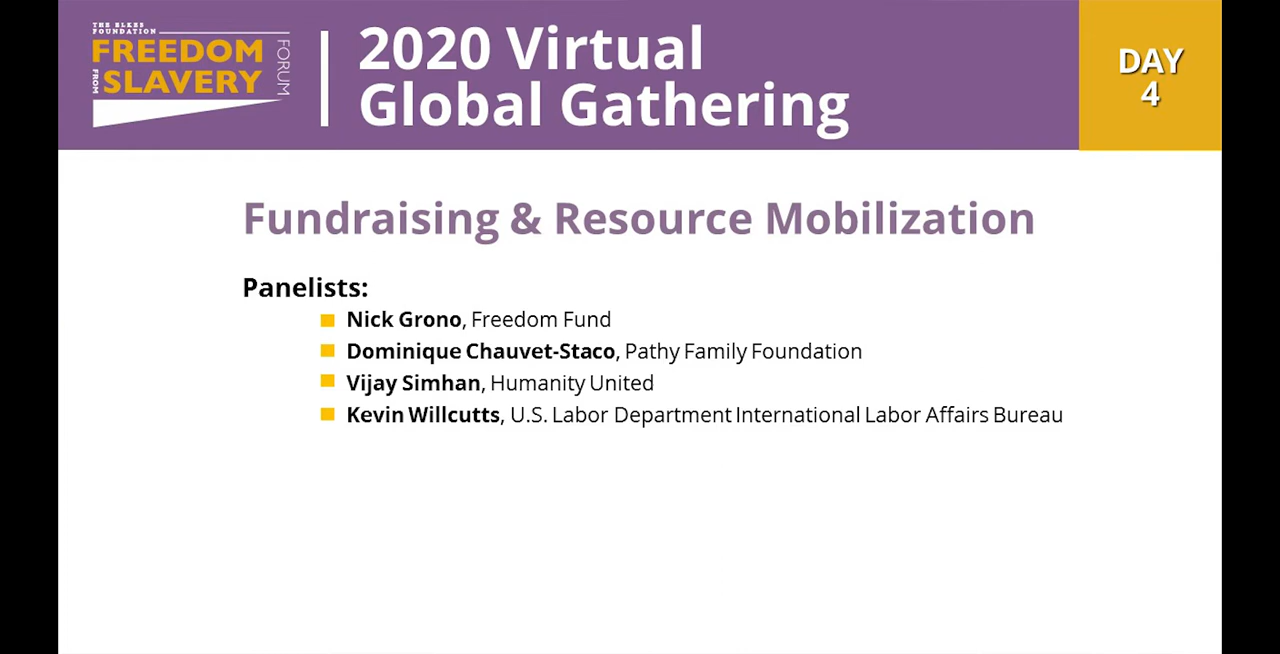 THE ELKES
FOUNDATION
FREEDOM
FROM SLAVERY
FORUM
2020 Virtual
Global Gathering
DAY
4
Fundraising & Resource Mobilization
Panelists:
Nick Grono, Freedom Fund
Dominique Chauvet-Staco, Pathy Family Foundation
Vijay Simhan, Humanity United
Kevin Willcutts, U.S. Labor Department International Labor Affairs Bureau